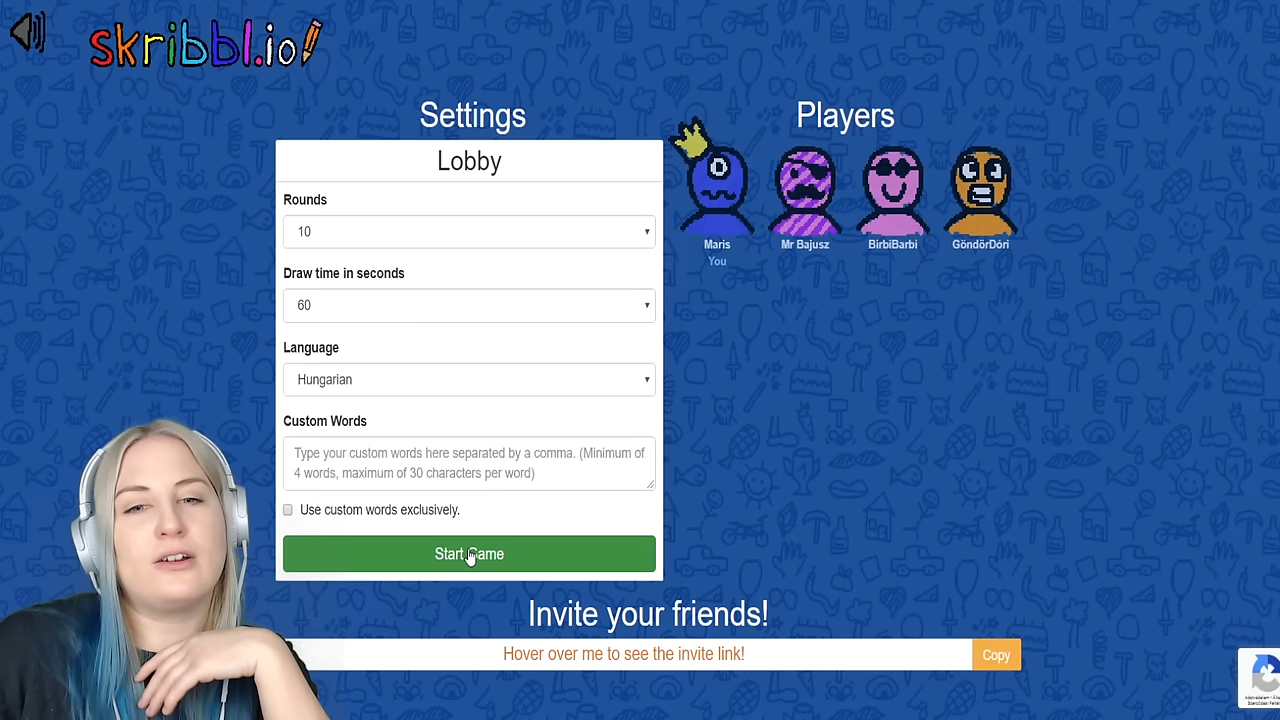 skribbl.io
Settings
Players
Lobby
Rounds
10
Draw time in seconds
60
Language
Hungarian
Custom Words
Type your custom words here separated by a comma. (Minimum of
4 words, maximum of 30 characters per word)
Use custom words exclusively.
Start Game
Maris
You
Mr Bajusz
BirbiBarbi
GöndörDóri
Invite your friends!
Hover over me to see the invite link!
Copy